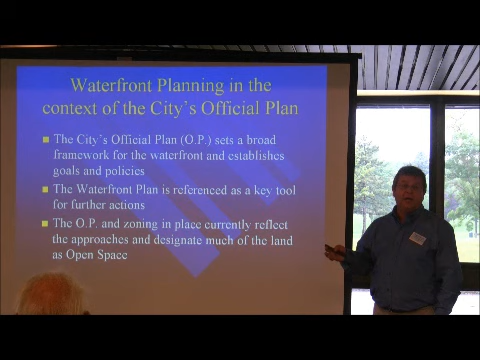 Waterfront Planning in the
context of the City's Official Plan
The City's Official Plan (O.P.) sets a broad
framework for the waterfront and establishes
goals and policies
The Waterfront Plan is referenced as a key tool
for further actions
The O.P. and zoning in place currently reflect
the approaches and designate much of the land
as Open Space